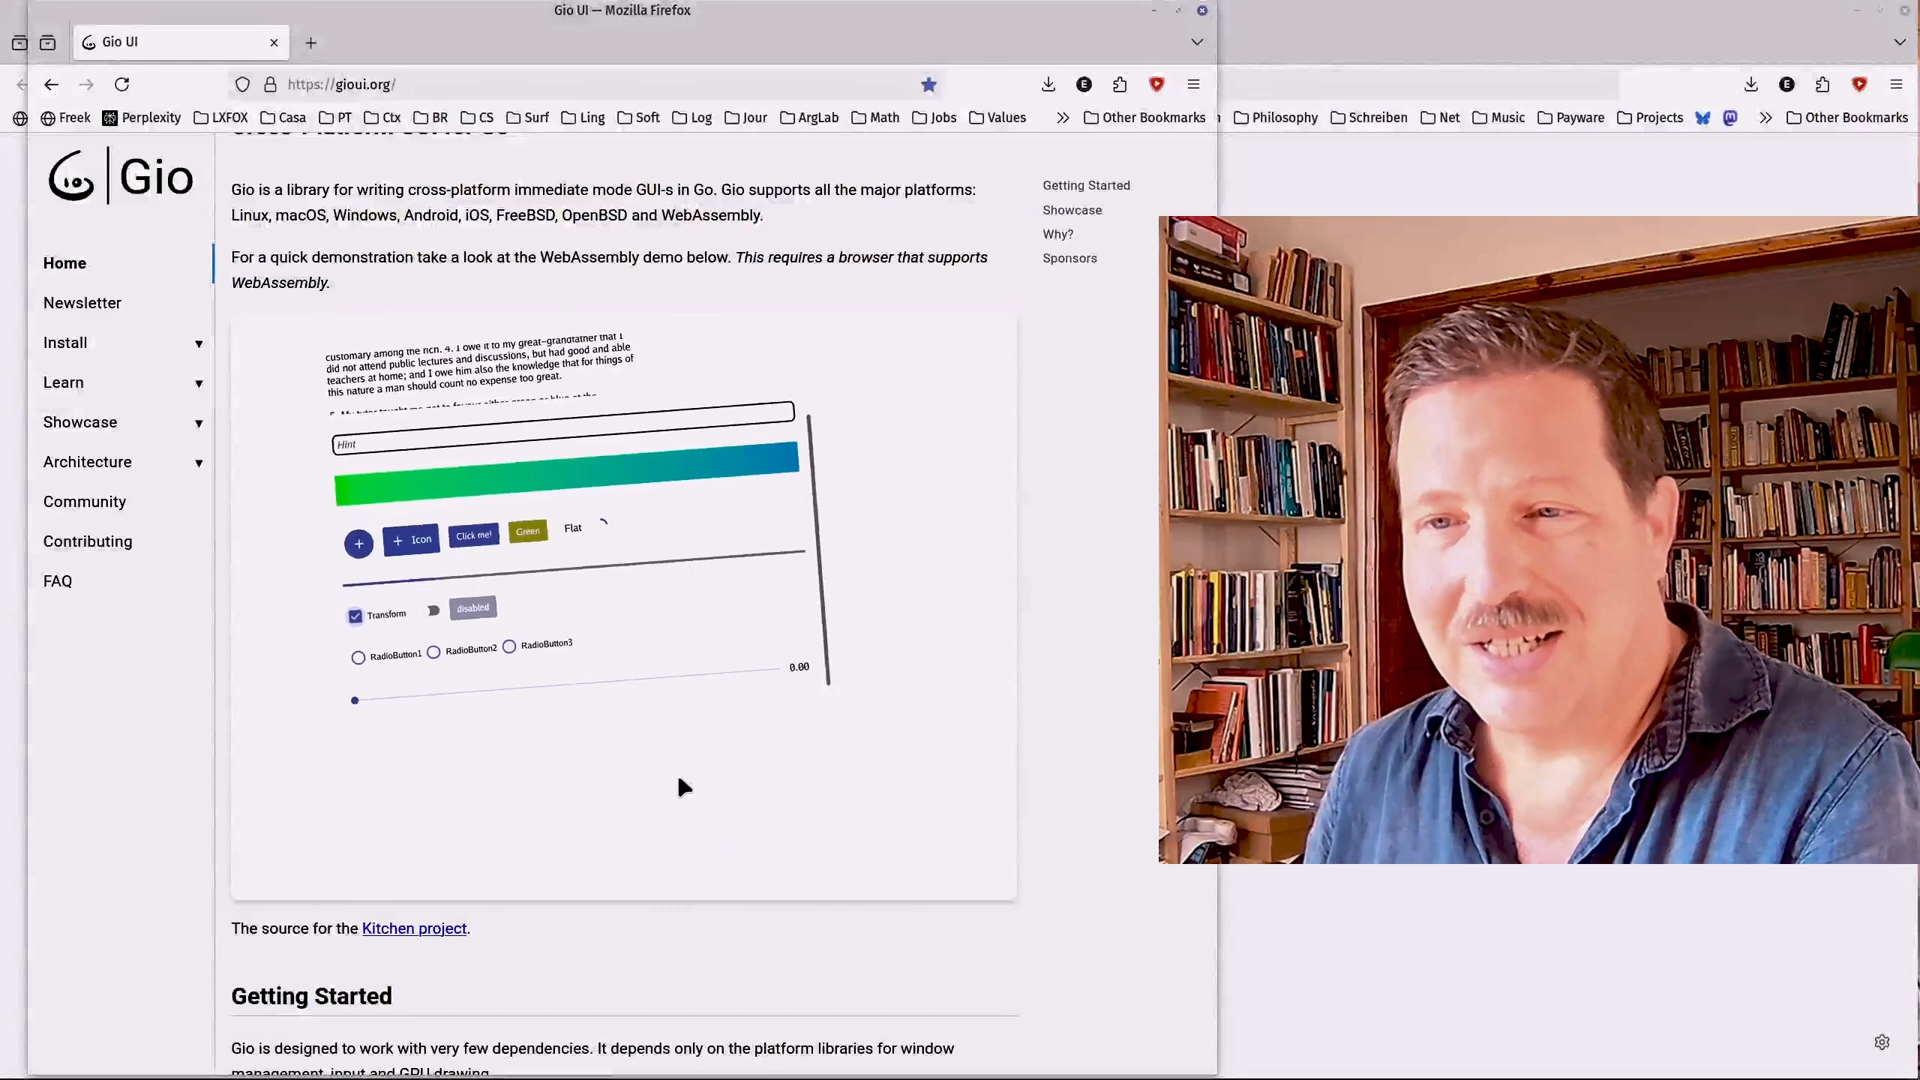 Gio UI — Mozilla Firefox
Gio UI
https://gioui.org/
Freek Perplexity LXFOX Casa PT Ctx BR CS Surf Ling Soft Log Jour ArgLab Math Jobs Values Other Bookmarks Philosophy Schreiben Net Music Payware Projects Other Bookmarks
Gio
Home
Newsletter
Install
Learn
Showcase
Architecture
Community
Contributing
FAQ
Gio is a library for writing cross-platform immediate mode GUI-s in Go. Gio supports all the major platforms:
Linux, macOS, Windows, Android, iOS, FreeBSD, OpenBSD and WebAssembly.
For a quick demonstration take a look at the WebAssembly demo below. This requires a browser that supports
WebAssembly.
customary among the rich. 4. I owe it to my great-grandfather that I
did not attend public lectures and discussions, but had good and able
teachers at home; and I owe him also the knowledge that for things of
this nature a man should count no expense too great.
Hint
+ + Icon Click me! Green Flat
Transform disabled
RadioButton1 RadioButton2 RadioButton3
0.00
The source for the Kitchen project.
Getting Started
Gio is designed to work with very few dependencies. It depends only on the platform libraries for window
management, input and GPU drawing.
Getting Started
Showcase
Why?
Sponsors